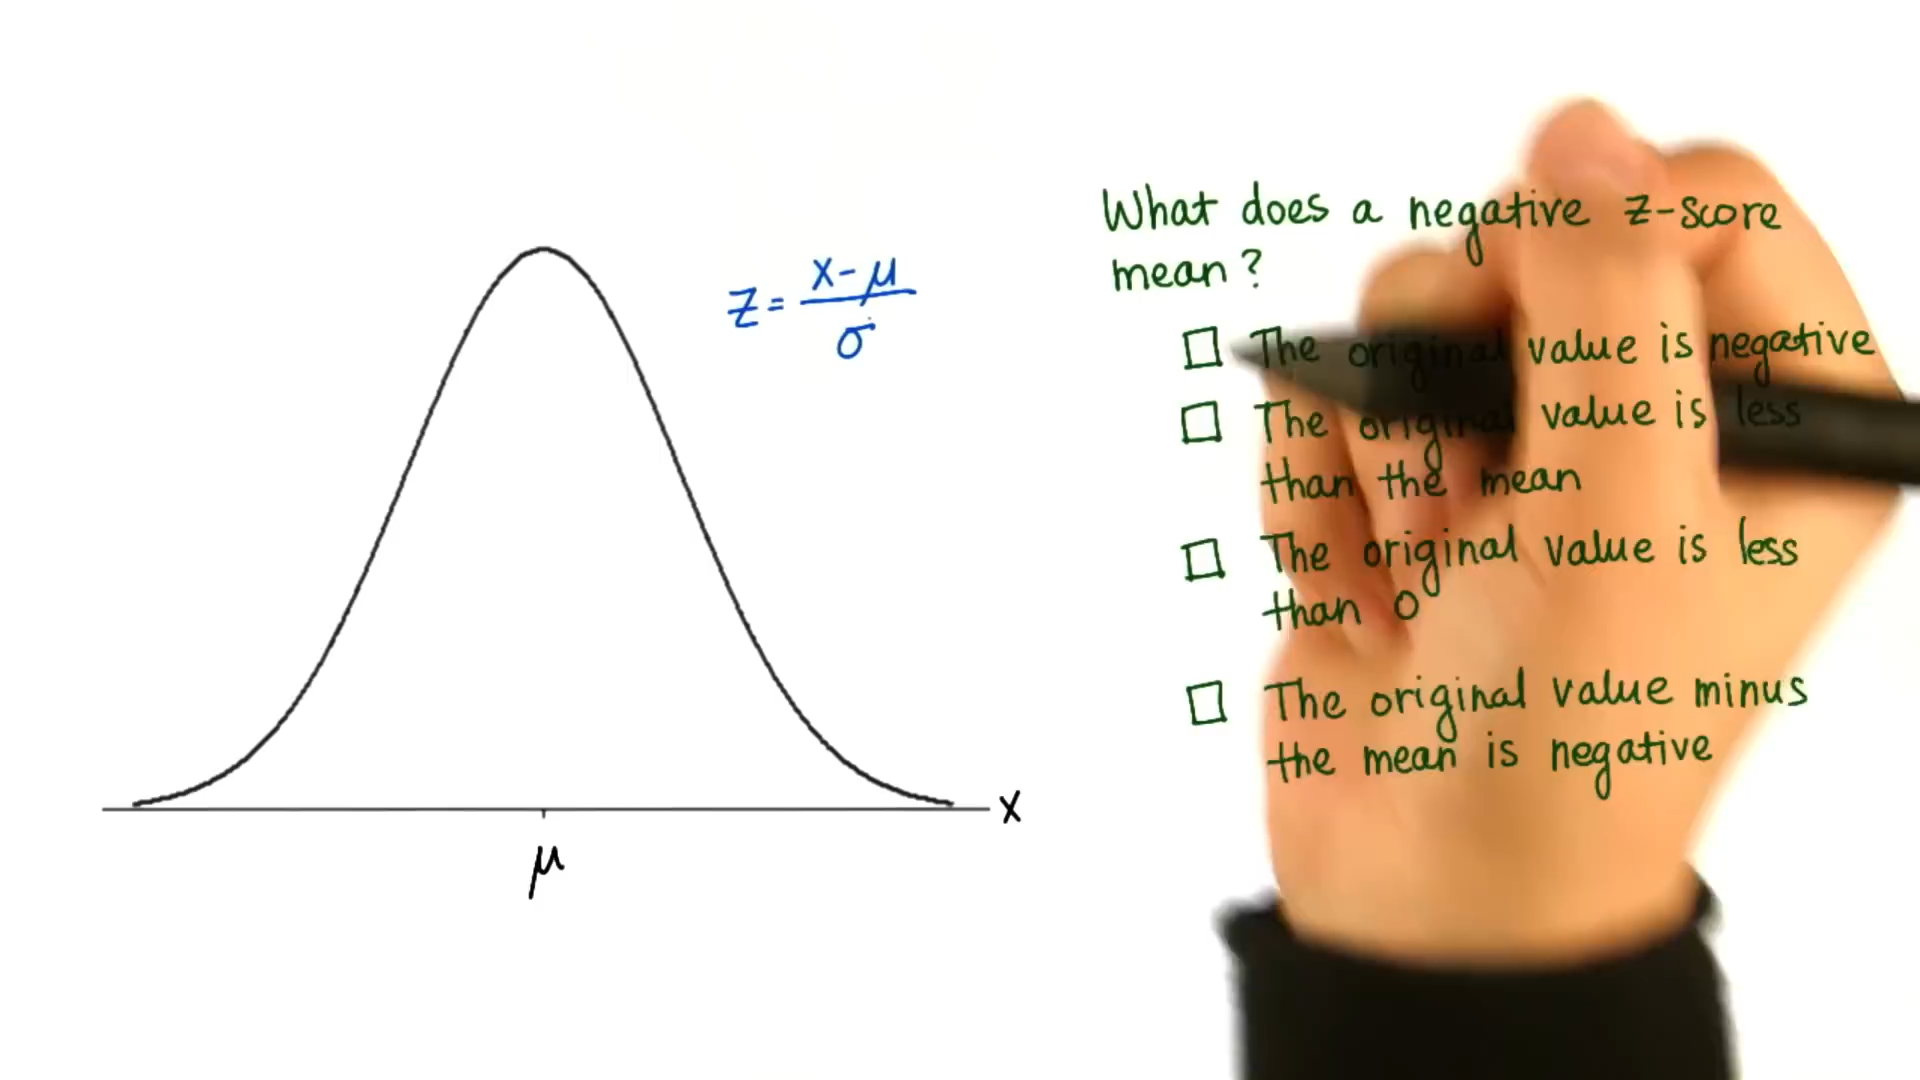 What does a negative z-score
mean?
z = x-μ
σ
The original value is negative
The original value is less
than the mean
The original value is less
than 0
The original value minus
the mean is negative
x
μ